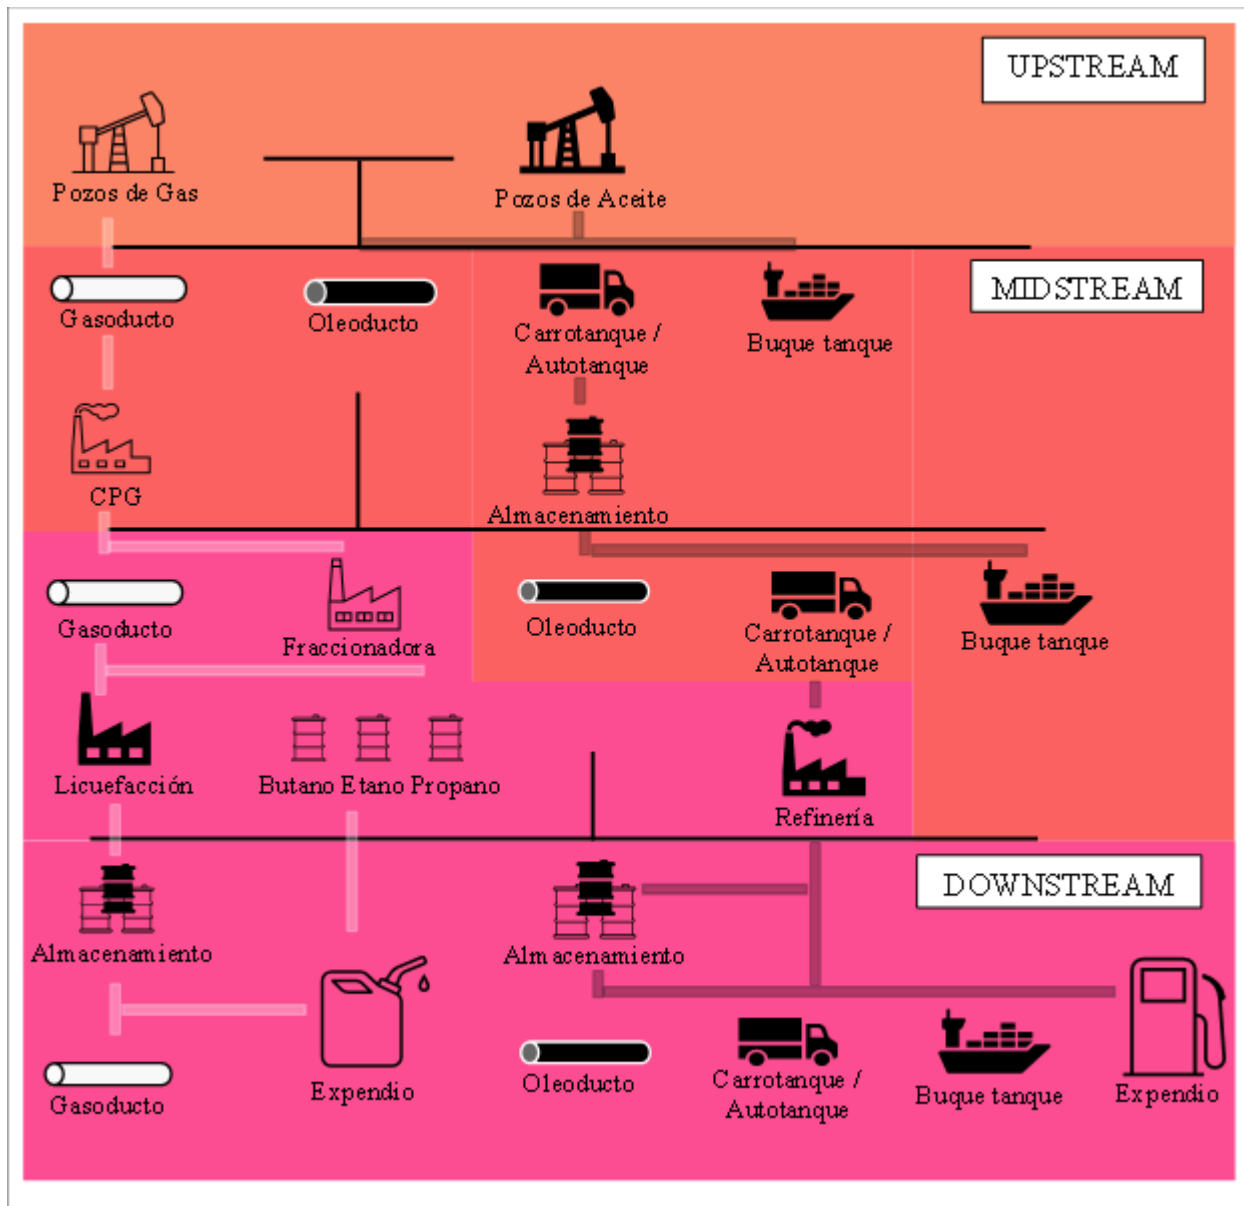 UPSTREAM
Pozos de Gas
Pozos de Aceite
MIDSTREAM
Gasoducto
Oleoducto
Carrotanque /
Autotanque
Buque tanque
CPG
Almacenamiento
Gasoducto
Fraccionadora
Oleoducto
Carrotanque /
Autotanque
Buque tanque
Licuefacción
Butano Etano Propano
Refinería
DOWNSTREAM
Almacenamiento
Almacenamiento
Gasoducto
Expendio
Oleoducto
Carrotanque /
Autotanque
Buque tanque
Expendio